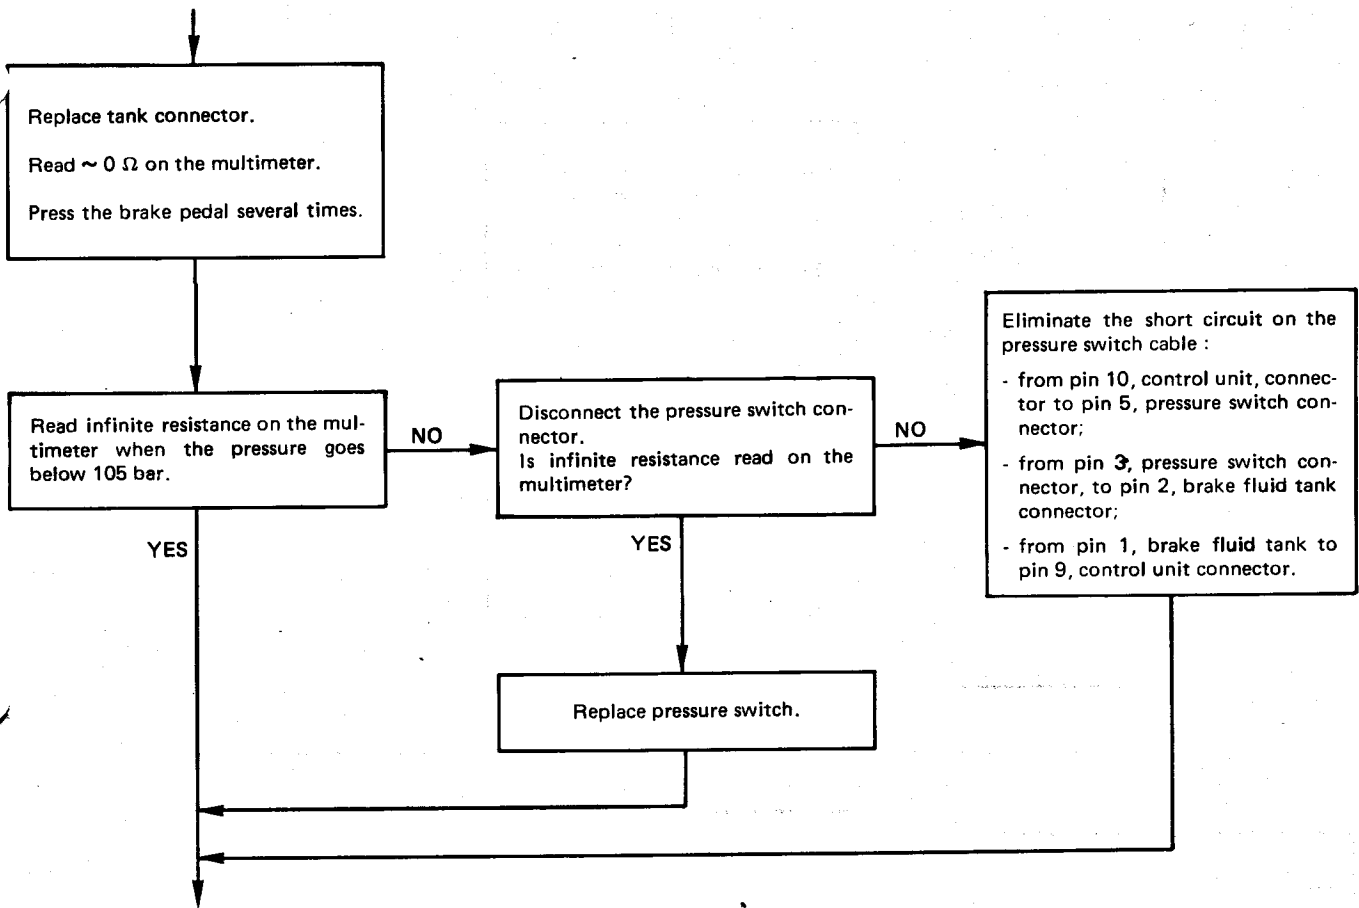 Replace tank connector.
Read ~ 0 Ω on the multimeter.
Press the brake pedal several times.
Read infinite resistance on the mul-
timeter when the pressure goes
below 105 bar.
NO
Disconnect the pressure switch con-
nector.
Is infinite resistance read on the
multimeter?
NO
Eliminate the short circuit on the
pressure switch cable :
- from pin 10, control unit, connec-
tor to pin 5, pressure switch con-
nector;
- from pin 3, pressure switch con-
nector, to pin 2, brake fluid tank
connector;
- from pin 1, brake fluid tank to
pin 9, control unit connector.
YES
YES
Replace pressure switch.